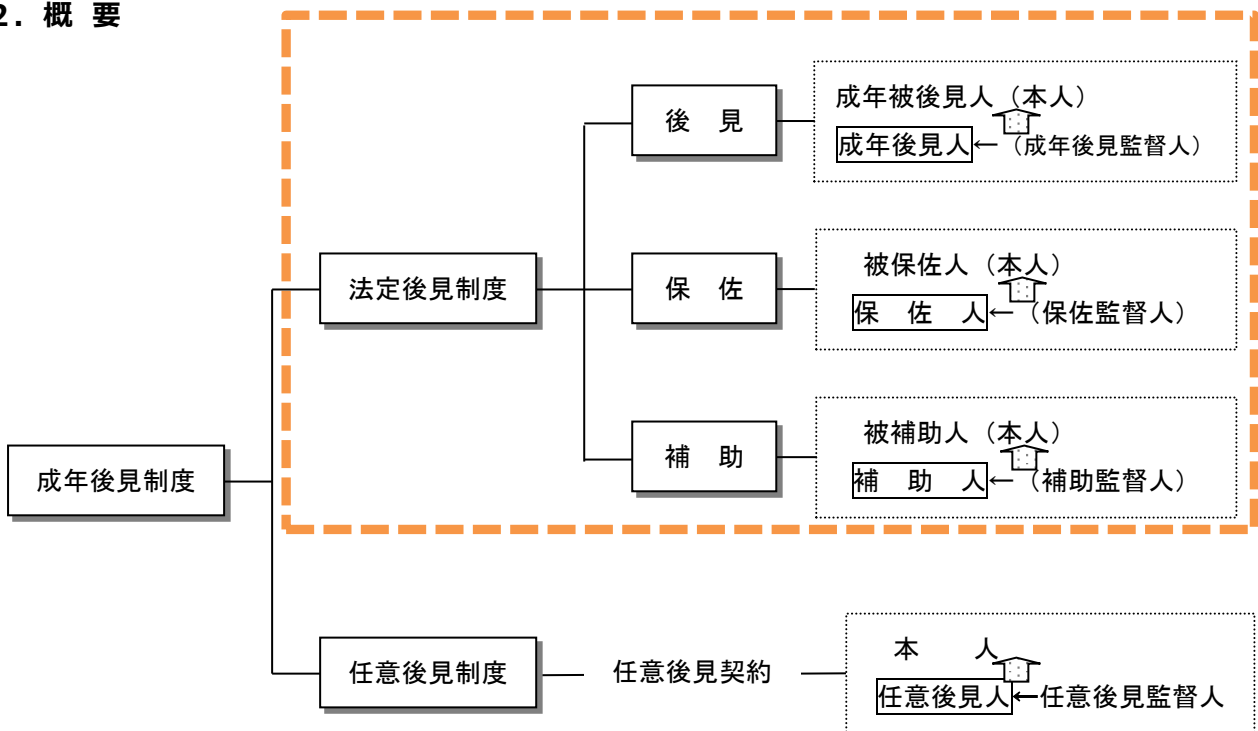 2．概 要
後 見
成年被後見人（本人）
成年後見人←（成年後見監督人）
法定後見制度
保 佐
被保佐人（本人）
保 佐 人←（保佐監督人）
補 助
被補助人（本人）
補 助 人←（補助監督人）
成年後見制度
任意後見制度
任意後見契約
本 人
任意後見人←任意後見監督人